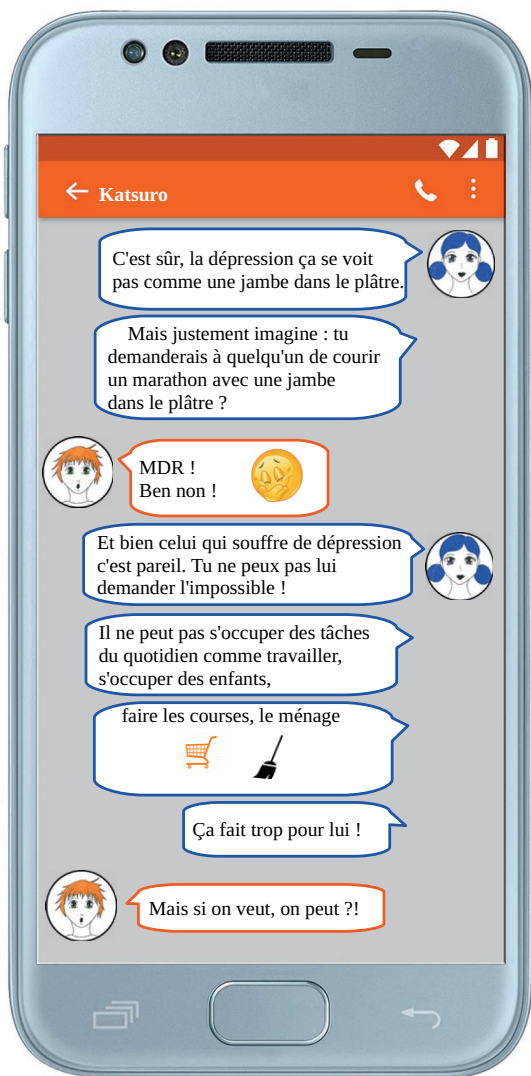 Katsuro
C'est sûr, la dépression ça se voit
pas comme une jambe dans le plâtre.
Mais justement imagine : tu
demanderais à quelqu'un de courir
un marathon avec une jambe
dans le plâtre ?
MDR !
Ben non !
Et bien celui qui souffre de dépression
c'est pareil. Tu ne peux pas lui
demander l'impossible !
Il ne peut pas s'occuper des tâches
du quotidien comme travailler,
s'occuper des enfants,
faire les courses, le ménage
Ça fait trop pour lui !
Mais si on veut, on peut ?!